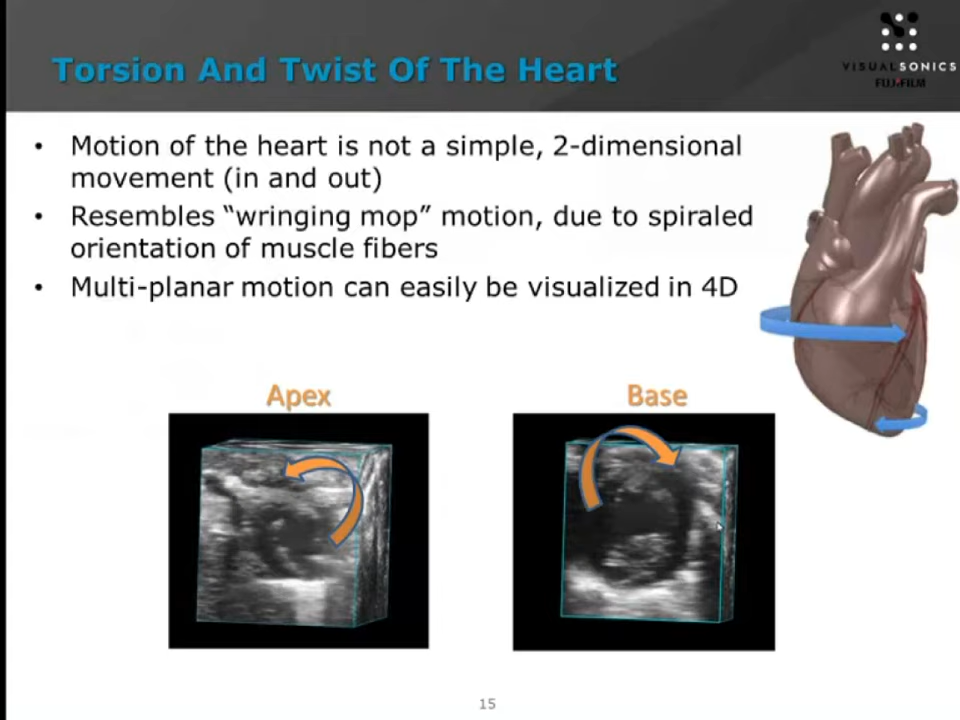 VISUALSONICS
FUJIFILM
Torsion And Twist Of The Heart
• Motion of the heart is not a simple, 2-dimensional
movement (in and out)
• Resembles “wringing mop” motion, due to spiraled
orientation of muscle fibers
• Multi-planar motion can easily be visualized in 4D
Apex
Base
15